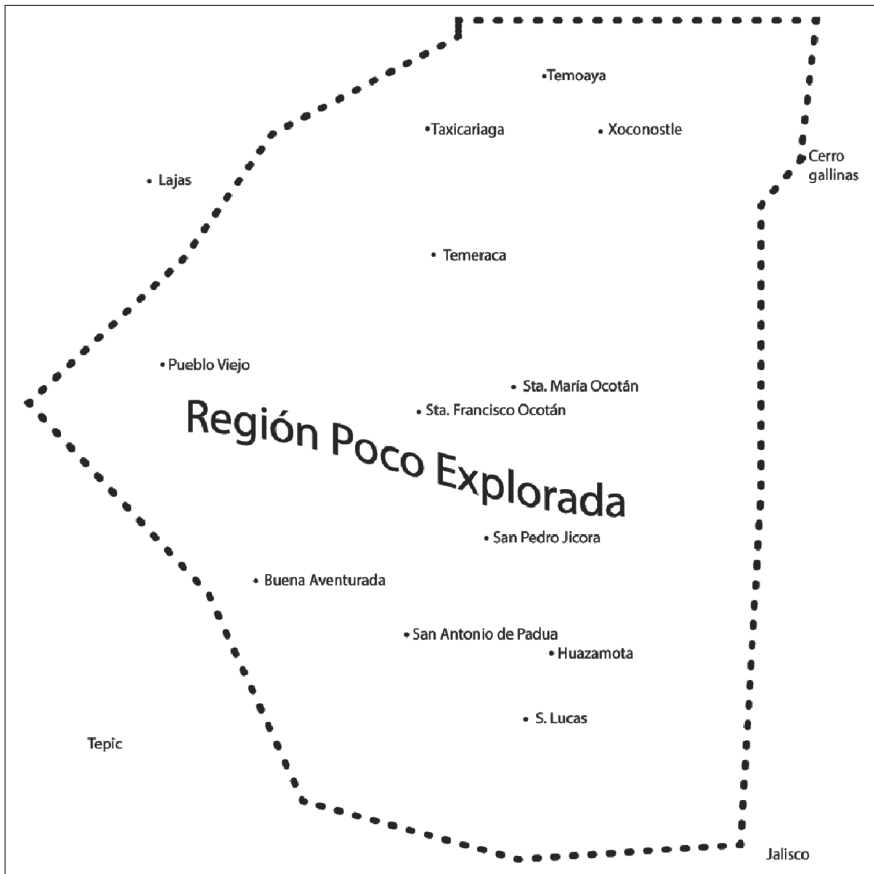 Temoaya
Taxicariaga
Xoconostle
Cerro
gallinas
Lajas
Temeraca
Pueblo Viejo
Sta. María Ocotán
Sta. Francisco Ocotán
Región Poco Explorada
San Pedro Jicora
Buena Aventurada
San Antonio de Padua
Huazamota
S. Lucas
Tepic
Jalisco